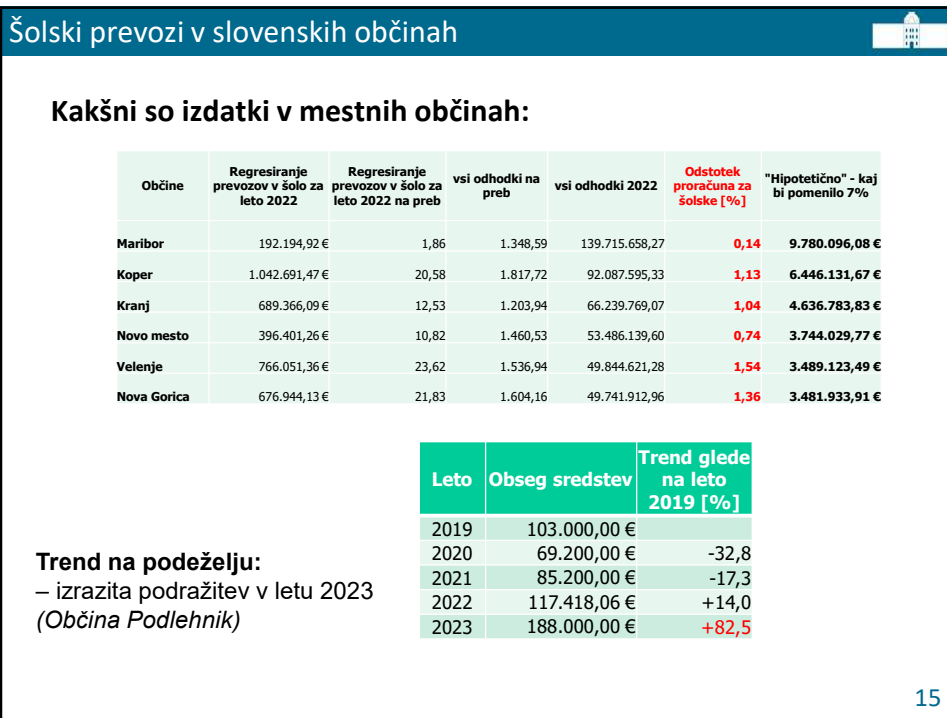 Šolski prevozi v slovenskih občinah
Kakšni so izdatki v mestnih občinah:
Občine | Regresiranje prevozov v šolo za leto 2022 | Regresiranje prevozov v šolo za leto 2022 na preb | vsi odhodki na preb | vsi odhodki 2022 | Odstotek proračuna za šolske [%] | "Hipotetično" - kaj bi pomenilo 7%
Maribor 192.194,92 € 1,86 1.348,59 139.715.658,27 0,14 9.780.096,08 €
Koper 1.042.691,47 € 20,58 1.817,72 92.087.595,33 1,13 6.446.131,67 €
Kranj 689.366,09 € 12,53 1.203,94 66.239.769,07 1,04 4.636.783,83 €
Novo mesto 396.401,26 € 10,82 1.460,53 53.486.139,60 0,74 3.744.029,77 €
Velenje 766.051,36 € 23,62 1.536,94 49.844.621,28 1,54 3.489.123,49 €
Nova Gorica 676.944,13 € 21,83 1.604,16 49.741.912,96 1,36 3.481.933,91 €
Leto | Obseg sredstev | Trend glede na leto 2019 [%]
2019 103.000,00 €
2020 69.200,00 € -32,8
2021 85.200,00 € -17,3
2022 117.418,06 € +14,0
2023 188.000,00 € +82,5
Trend na podeželju:
– izrazita podražitev v letu 2023
(Občina Podlehnik)
15